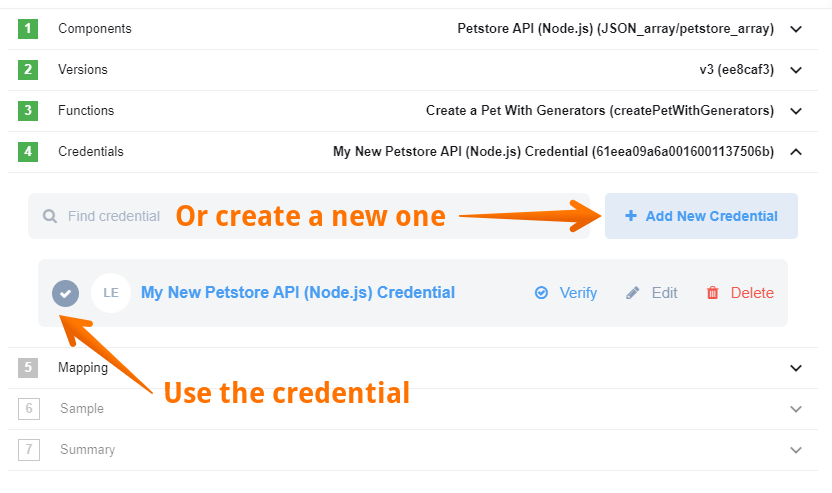 1 Components Petstore API (Node.js) (JSON_array/petstore_array)
2 Versions v3 (ee8caf3)
3 Functions Create a Pet With Generators (createPetWithGenerators)
4 Credentials My New Petstore API (Node.js) Credential (61eea09a6a0016001137506b)
Find credential Or create a new one + Add New Credential
LE My New Petstore API (Node.js) Credential Verify Edit Delete
5 Mapping
Use the credential
6 Sample
7 Summary